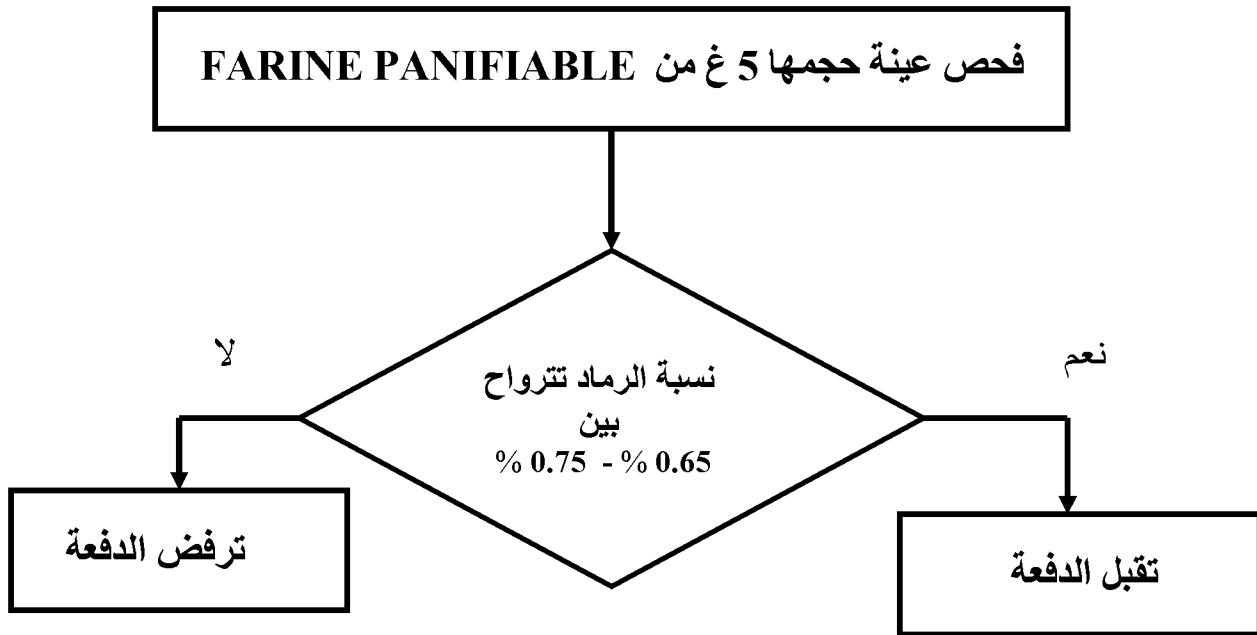 فحص عينة حجمها 5 غ من FARINE PANIFIABLE
لا
نعم
نسبة الرماد تترواح
بين
0.65 % - 0.75 %
ترفض الدفعة
تقبل الدفعة